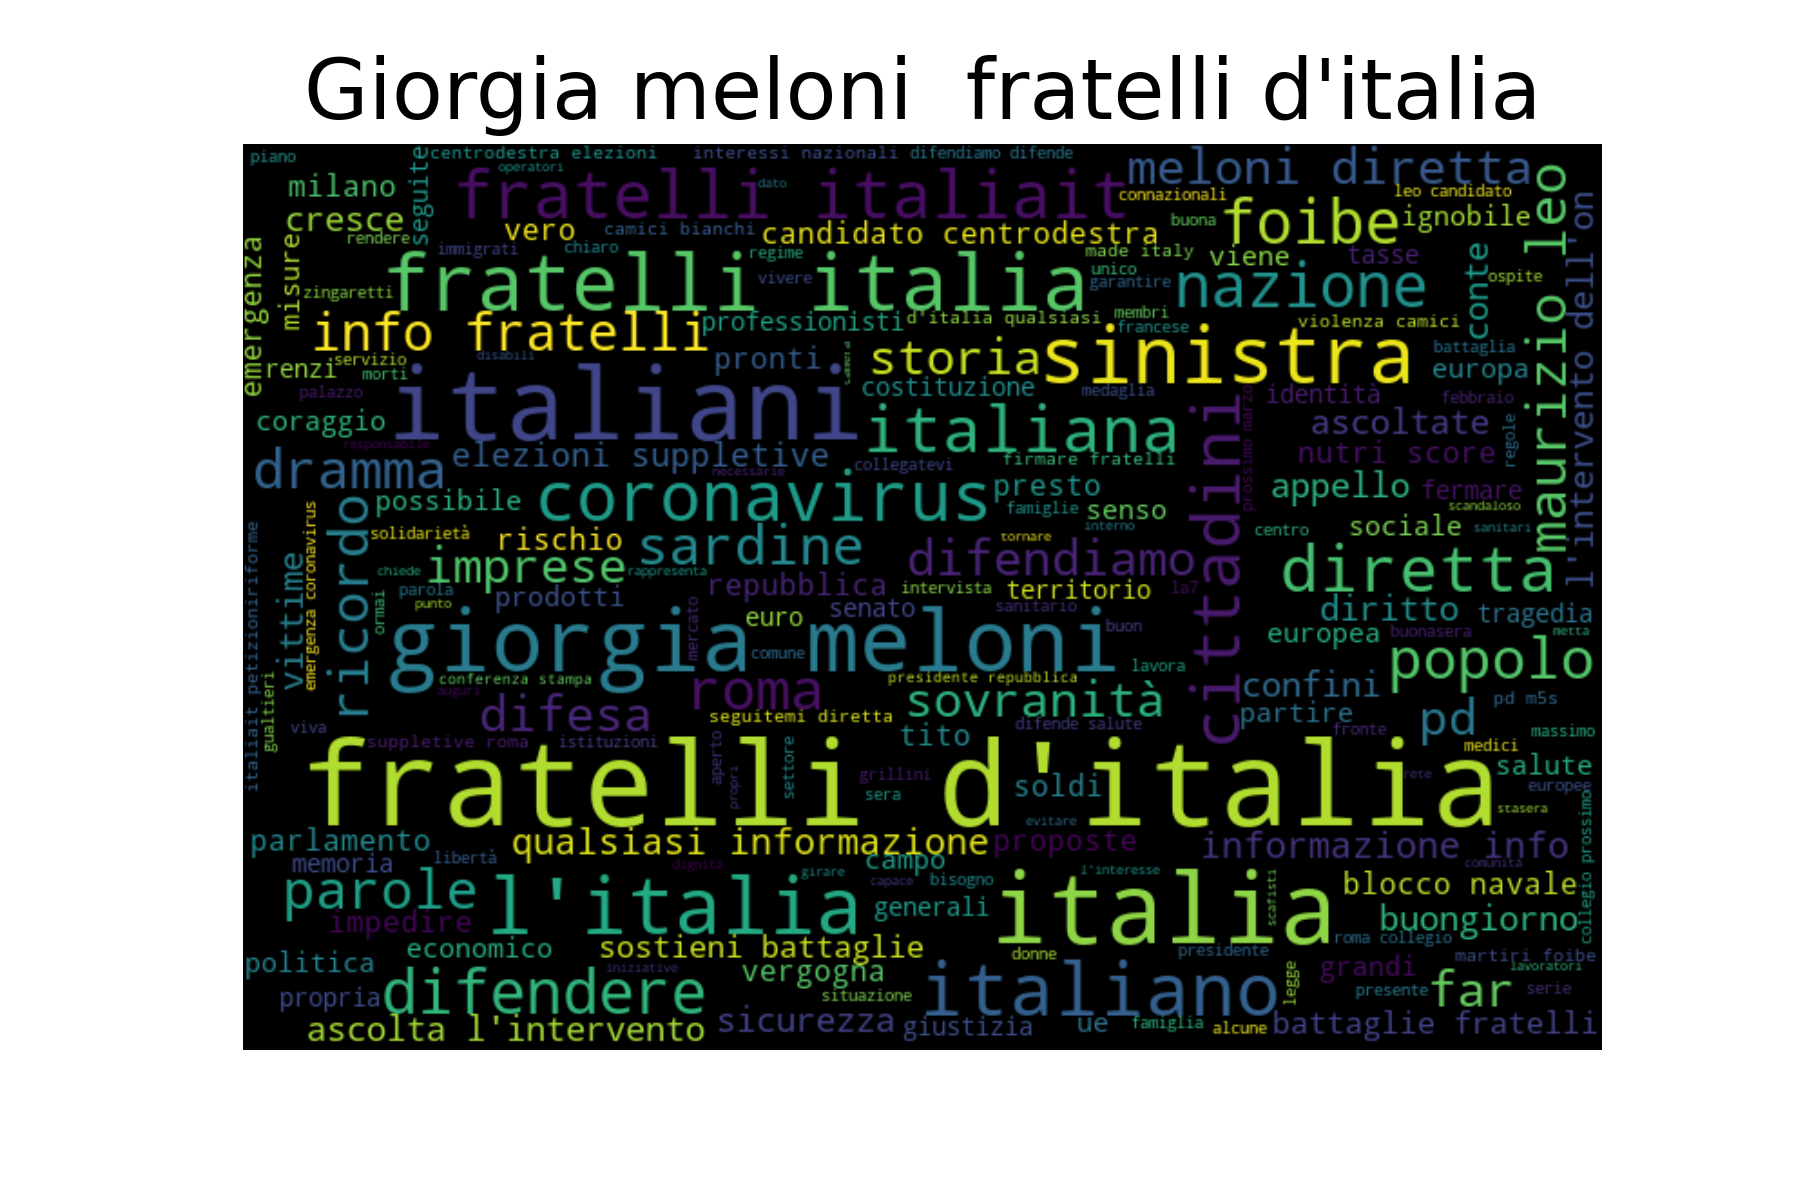 Giorgia meloni  fratelli d'italia
piano
seguite
centrodestra elezioni
interessi nazionali
difendiamo difende
meloni diretta
operatori
milano
fratelli italiait
dato
connazionali
leo candidato
maurizio leo
l'intervento dell'on
cresce
vero
camici bianchi
candidato centrodestra
buona
foibe
ignobile
rendere
immigrati
chiaro
regime
made italy
viene
tasse
emergenza
misure
zingaretti
fratelli italia
vivere
unico
garantire
nazione
conte
ospite
info fratelli
professionisti
d'italia qualsiasi
membri
francese
violenza camici
renzi
servizio
morti
disabili
pronti
storia
sinistra
battaglia
europa
palazzo
italiani
costituzione
medaglia
cittadini
prossimo marzo
identità
febbraio
coraggio
responsabile
italiana
ascoltate
regole
dramma
elezioni suppletive
necessarie
collegatevi
firmare fratelli
nutri score
ricordo
possibile
coronavirus
presto
famiglie
senso
appello
fermare
scandaloso
italiait petizioniriforme
emergenza coronavirus
solidarietà
rischio
sardine
tornare
interno
centro
sociale
sanitari
vittime
chiede
imprese
rappresenta
difendiamo
diretta
ormai
parola
punto
prodotti
repubblica
intervista
territorio
la7
mercato
euro
senato
sanitario
diritto
tragedia
giorgia meloni
comune
buon
europea
buonasera
metta
gualtieri
conferenza stampa
auguri
roma
presidente repubblica
lavora
confini
popolo
viva
difesa
seguitemi diretta
sovranità
difende salute
partire
pd
pd m5s
suppletive roma
istituzioni
tito
fronte
massimo
medici
fratelli d'italia
aperto
propri
settore
grillini
sera
soldi
rete
salute
europee
stasera
collegio prossimo
parlamento
qualsiasi informazione
evitare
proposte
informazione info
memoria
libertà
dignità
girare
campo
capace
bisogno
l'interesse
comunità
parole
l'italia
generali
italia
scafisti
blocco navale
impedire
buongiorno
economico
sostieni battaglie
donne
presidente
roma collegio
martiri foibe
politica
iniziative
vergogna
grandi
lavoratori
propria
difendere
situazione
italiano
legge
presente
far
serie
ascolta l'intervento
sicurezza
giustizia
ue
famiglia
alcune
battaglie fratelli